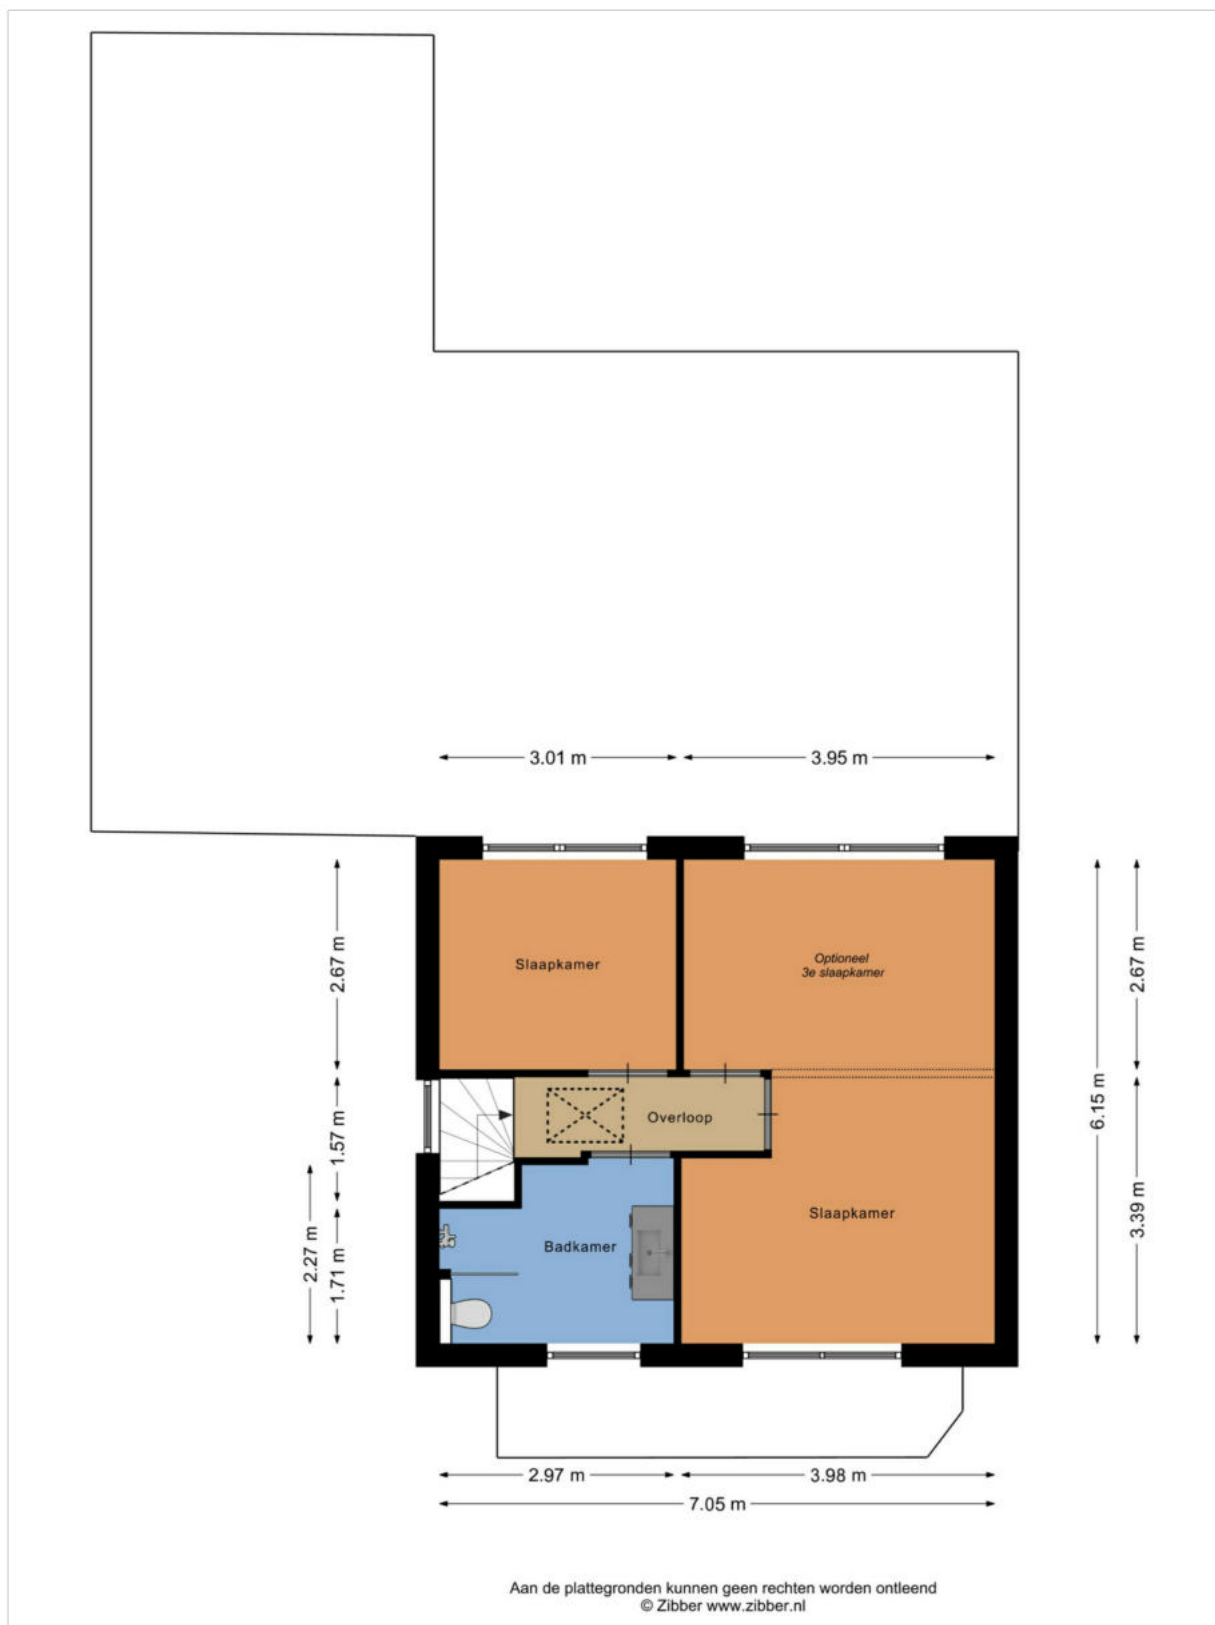 3.01 m
3.95 m
2.67 m
Slaapkamer
Optioneel
3e slaapkamer
2.67 m
1.57 m
Overloop
6.15 m
Slaapkamer
3.39 m
Badkamer
2.27 m
1.71 m
2.97 m
3.98 m
7.05 m
Aan de plattegronden kunnen geen rechten worden ontleend
© Zibber www.zibber.nl